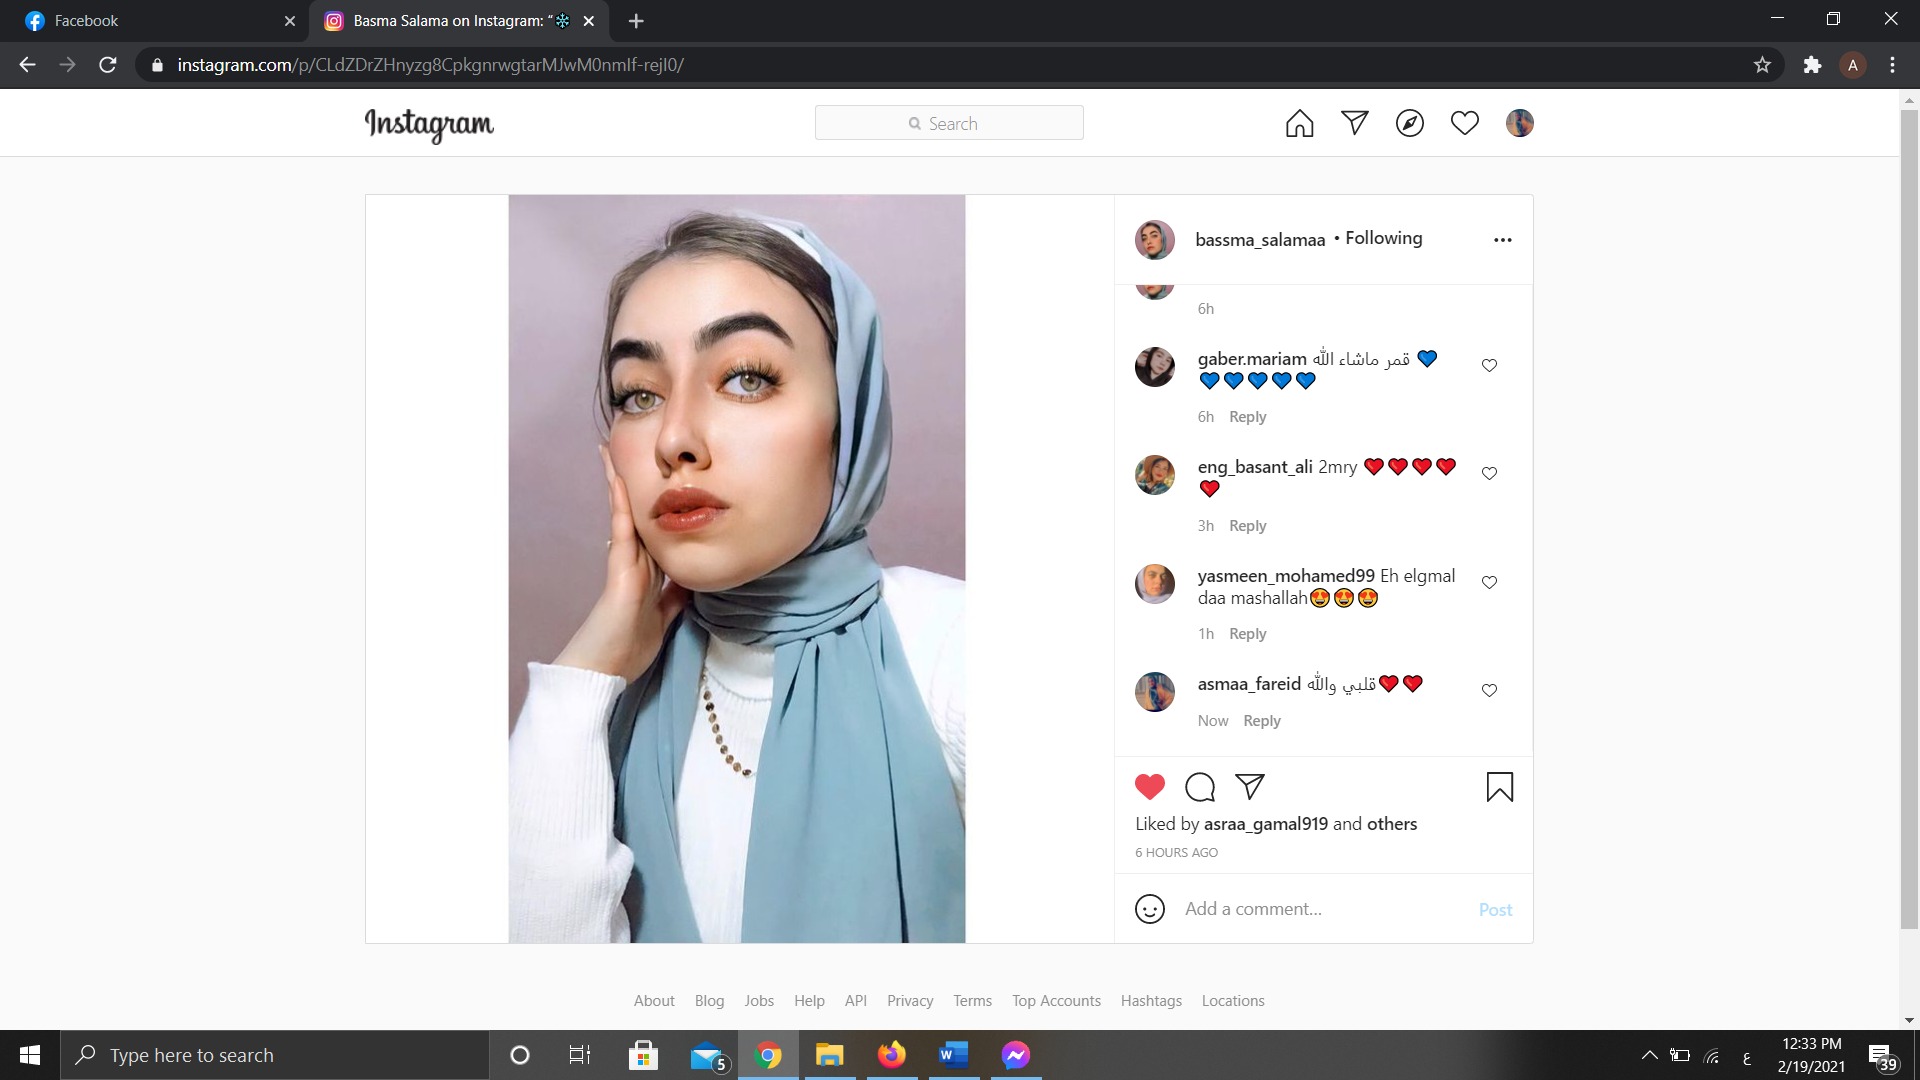 Facebook
Basma Salama on Instagram: “❄
instagram.com/p/CLdZDrZHnyzg8CpkgnrwgtarMJwM0nmIf-rejI0/
A
Instagram
Search
bassma_salamaa • Following
6h
gaber.mariam قمر ماشاء الله 💙
💙💙💙💙💙
6h Reply
eng_basant_ali 2mry ❤❤❤❤
❤
3h Reply
yasmeen_mohamed99 Eh elgmal
daa mashallah😍😍😍
1h Reply
asmaa_fareid قلبي والله❤❤
Now Reply
Liked by asraa_gamal919 and others
6 HOURS AGO
Add a comment...
Post
About Blog Jobs Help API Privacy Terms Top Accounts Hashtags Locations
Type here to search
5
W
ع
12:33 PM
2/19/2021
39